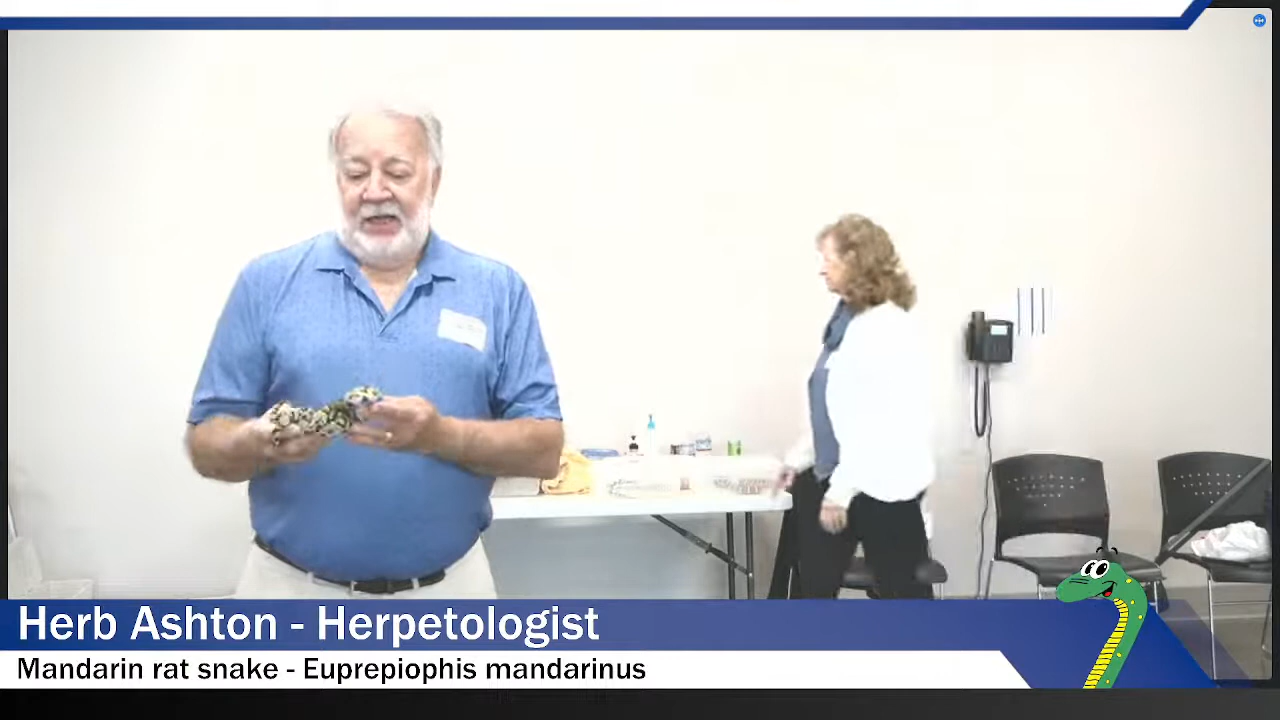 Herb Ashton - Herpetologist
Mandarin rat snake - Euprepiophis mandarinus